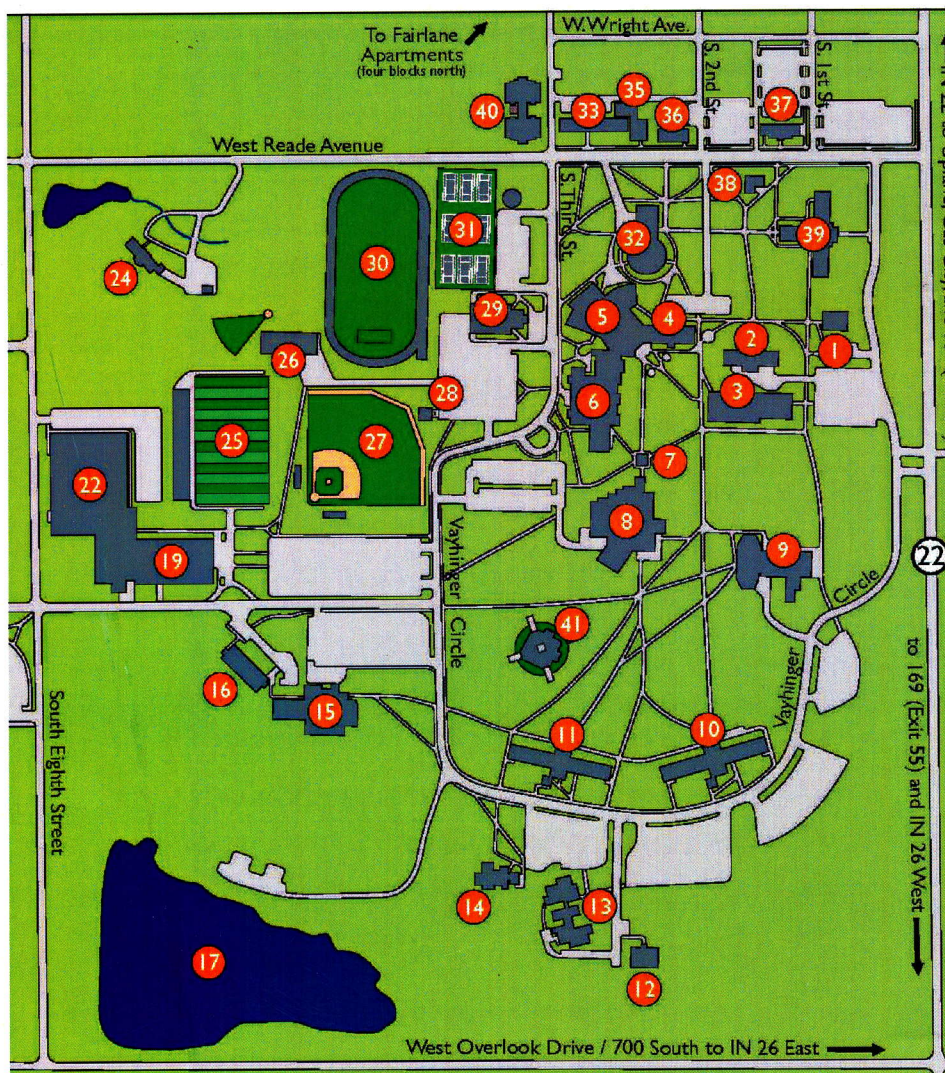 To Fairlane
Apartments
(four blocks north)
W. Wright Ave.
S. 2nd St.
S. 1st St.
35
33
36
37
40
West Reade Avenue
S. Third St
38
31
32
39
30
24
29
5
4
2
1
26
28
3
6
25
27
7
22
8
9
22
19
Vayhinger
Circle
Circle
Vayhinger
41
16
15
11
10
to 169 (Exit 55) and IN 26 West
South Eighth Street
14
13
17
12
West Overlook Drive / 700 South to IN 26 East